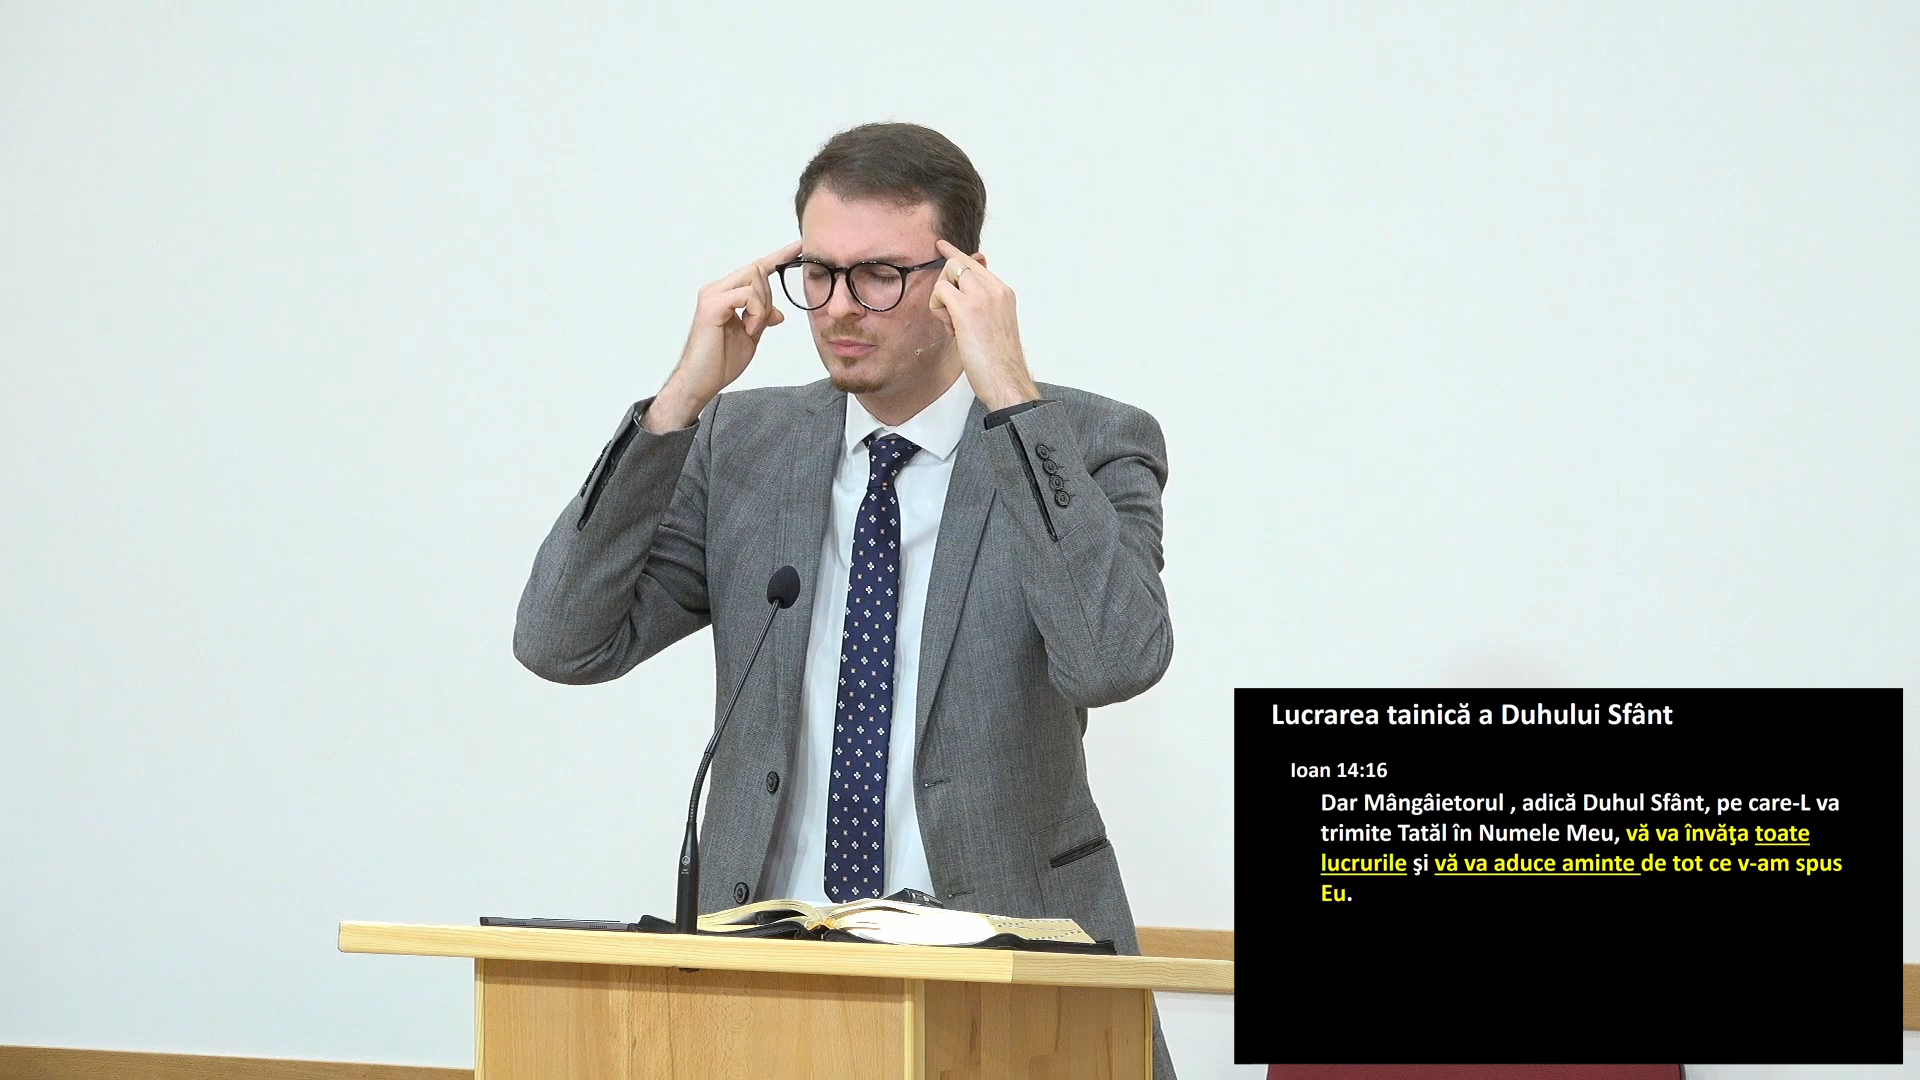 Lucrarea tainică a Duhului Sfânt
Ioan 14:16
Dar Mângâietorul , adică Duhul Sfânt, pe care-L va
trimite Tatăl în Numele Meu, vă va învăţa toate
lucrurile şi vă va aduce aminte de tot ce v-am spus
Eu.